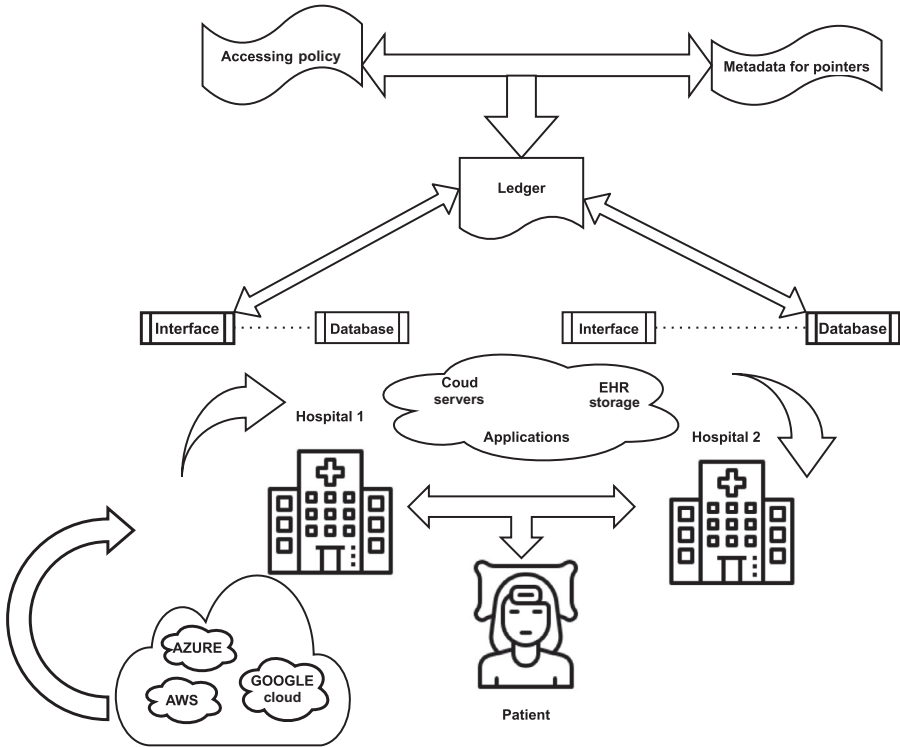 Accessing policy
Metadata for pointers
Ledger
Interface
Database
Interface
Database
Coud
servers
EHR
storage
Applications
Hospital 1
Hospital 2
AZURE
AWS
GOOGLE
cloud
Patient